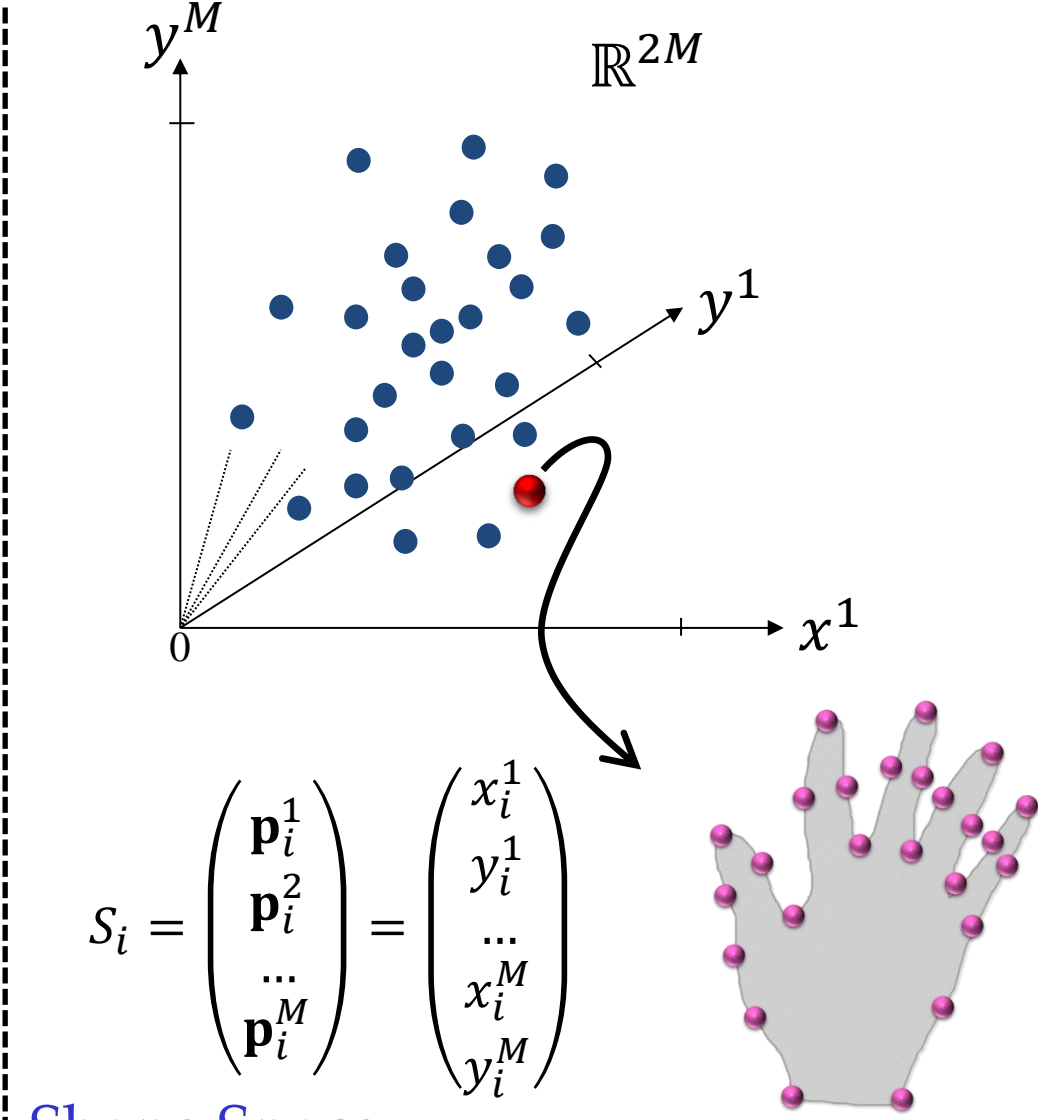 y^M
ℝ^{2M}
y^1
x^1
0
S_i = (𝐩_i^1 𝐩_i^2 … 𝐩_i^M) = (x_i^1 y_i^1 … x_i^M y_i^M)